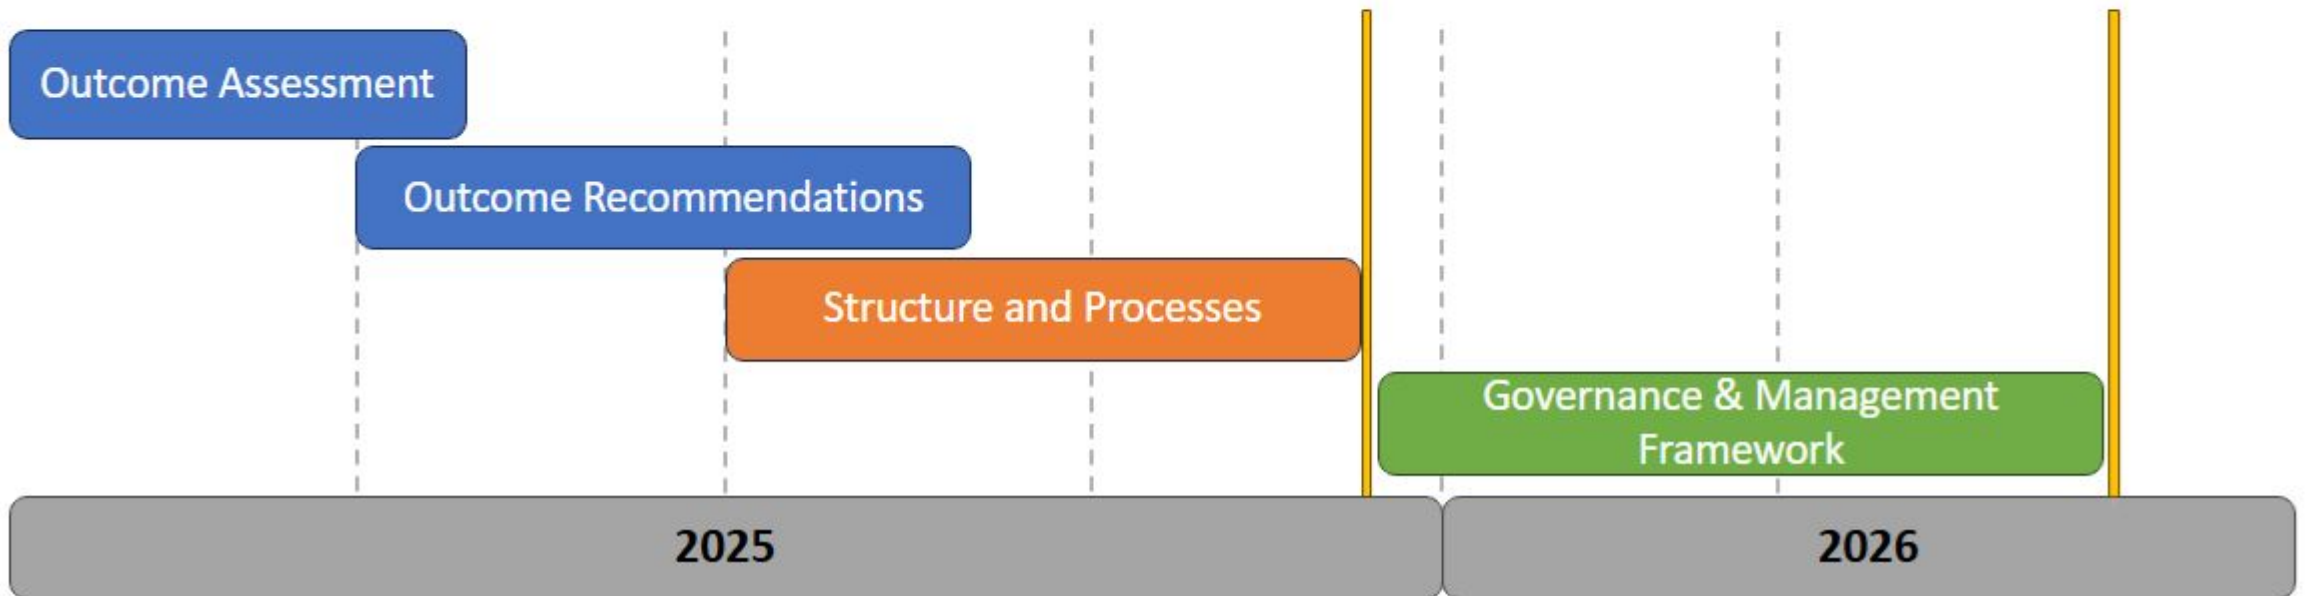 Outcome Assessment
Outcome Recommendations
Structure and Processes
Governance & Management
Framework
2025
2026